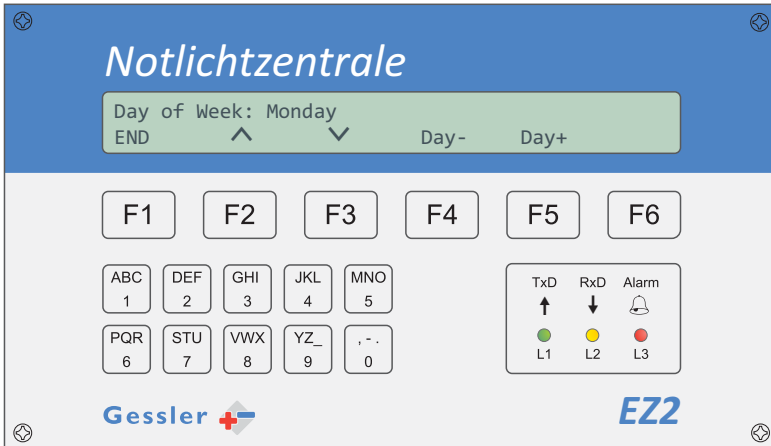 Notlichtzentrale
Day of Week: Monday
END Day- Day+
F1 F2 F3 F4 F5 F6
ABC DEF GHI JKL MNO
1 2 3 4 5
PQR STU VWX YZ_ , - .
6 7 8 9 0
TxD RxD Alarm
L1 L2 L3
Gessler
EZ2